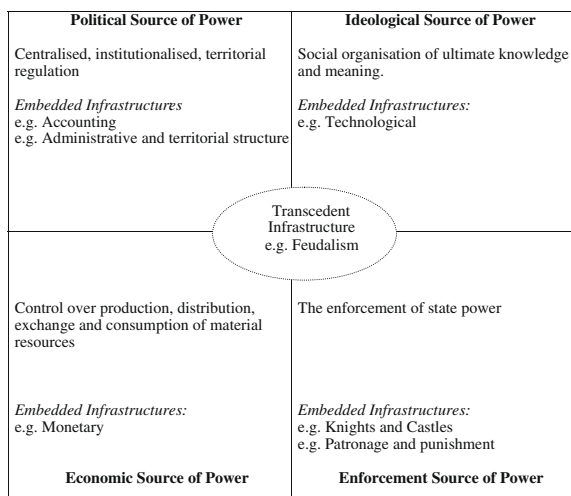 Political Source of Power
Centralised, institutionalised, territorial
regulation
Embedded Infrastructures
e.g. Accounting
e.g. Administrative and territorial structure
Ideological Source of Power
Social organisation of ultimate knowledge
and meaning.
Embedded Infrastructures:
e.g. Technological
Transcedent
Infrastructure
e.g. Feudalism
Control over production, distribution,
exchange and consumption of material
resources
Embedded Infrastructures:
e.g. Monetary
Economic Source of Power
The enforcement of state power
Embedded Infrastructures:
e.g. Knights and Castles
e.g. Patronage and punishment
Enforcement Source of Power